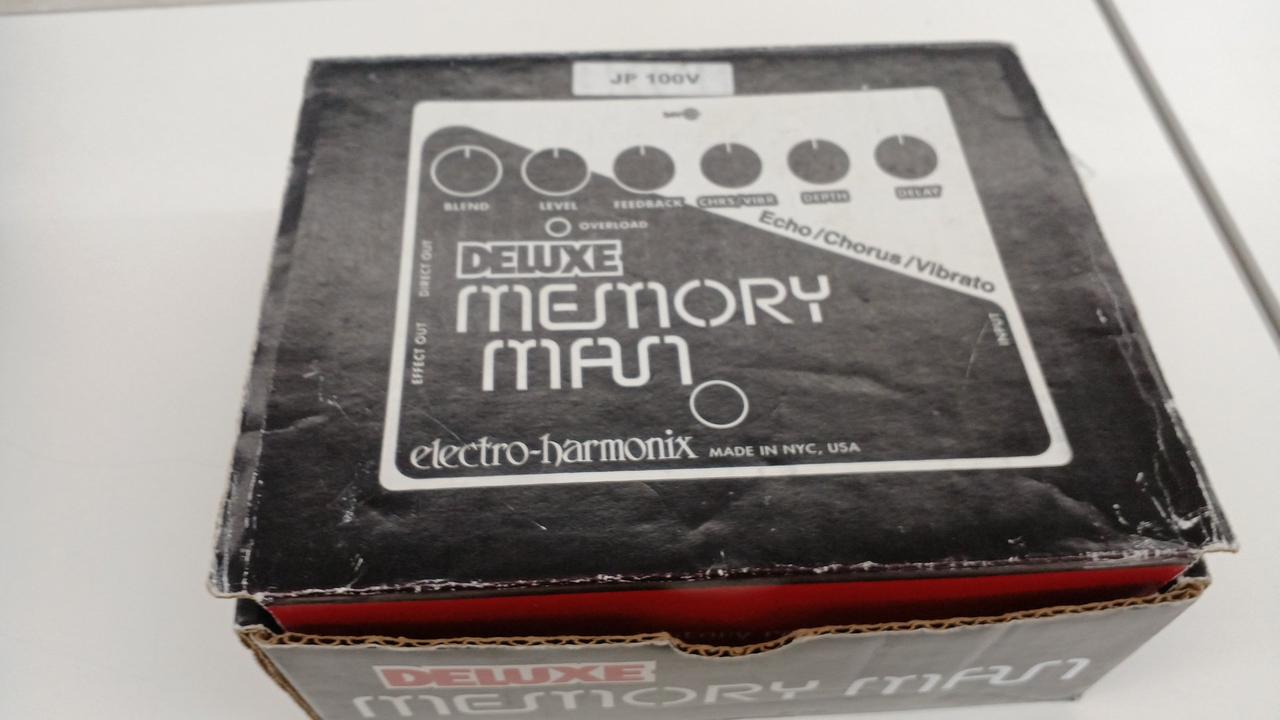 JP 100V
BLEND LEVEL FEEDBACK CHRS/VIBR DEPTH DELAY
OVERLOAD
Echo/Chorus/Vibrato
DIRECT OUT
EFFECT OUT
INPUT
DELUXE
MEMORY
MAN
electro-harmonix MADE IN NYC, USA
DELUXE
MEMORY MAN